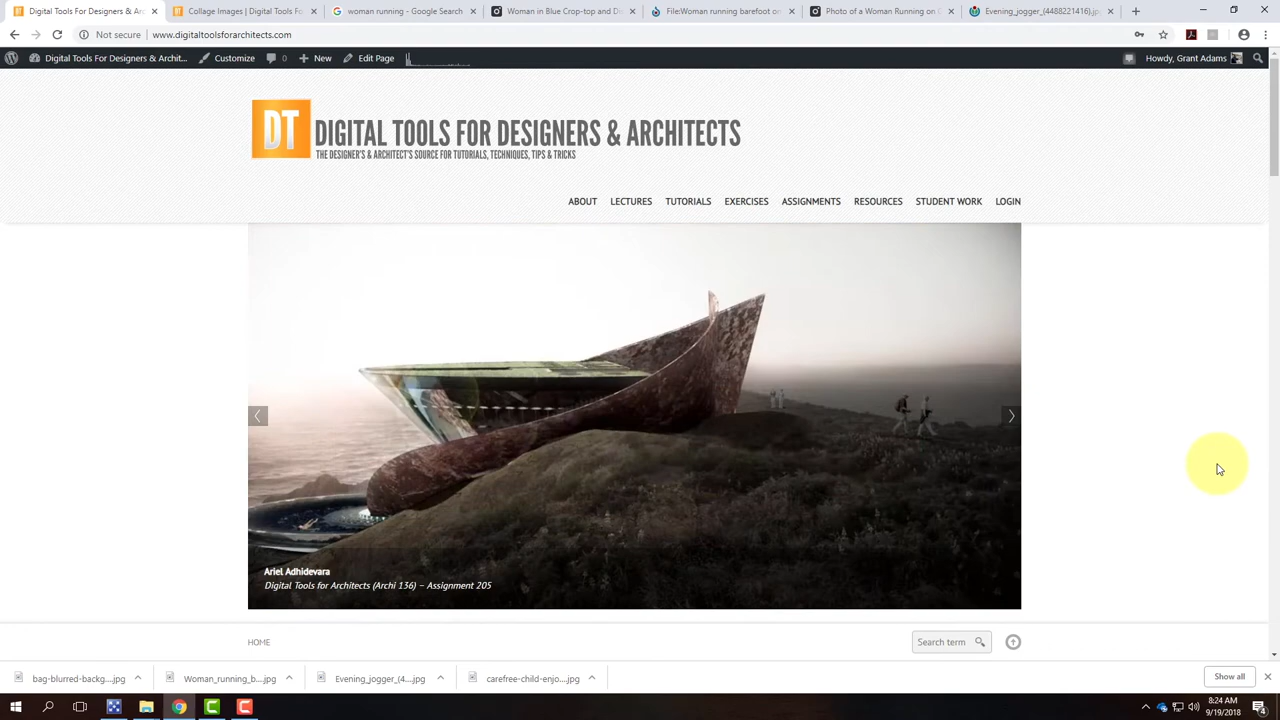 Digital Tools For Designers & Arc
Collage Images | Digital Tools Fo
woman running - Google Search
Woman in Blue Crop-top and Di
File:Woman running barefoot on
Photo of a Woman Running on C
Evening_jogger_(4488221416).jpg
Not secure | www.digitaltoolsforarchitects.com
Digital Tools For Designers & Archit... Customize 0 New Edit Page Howdy, Grant Adams
DT
DIGITAL TOOLS FOR DESIGNERS & ARCHITECTS
THE DESIGNER'S & ARCHITECT'S SOURCE FOR TUTORIALS, TECHNIQUES, TIPS & TRICKS
ABOUT LECTURES TUTORIALS EXERCISES ASSIGNMENTS RESOURCES STUDENT WORK LOGIN
Ariel Adhidevara
Digital Tools for Architects (Archi 136) – Assignment 205
HOME Search term
bag-blurred-backg....jpg Woman_running_b....jpg Evening_jogger_(4....jpg carefree-child-enjo....jpg Show all
8:24 AM
9/19/2018
4